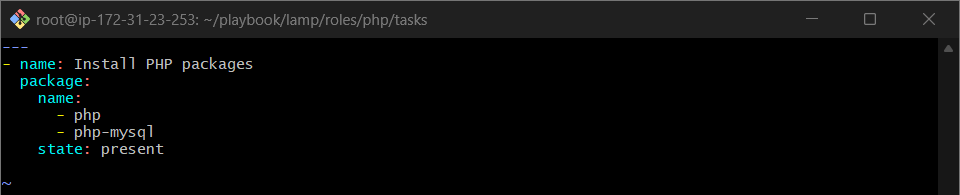 root@ip-172-31-23-253: ~/playbook/lamp/roles/php/tasks
---
- name: Install PHP packages
  package:
    name:
      - php
      - php-mysql
    state: present
~